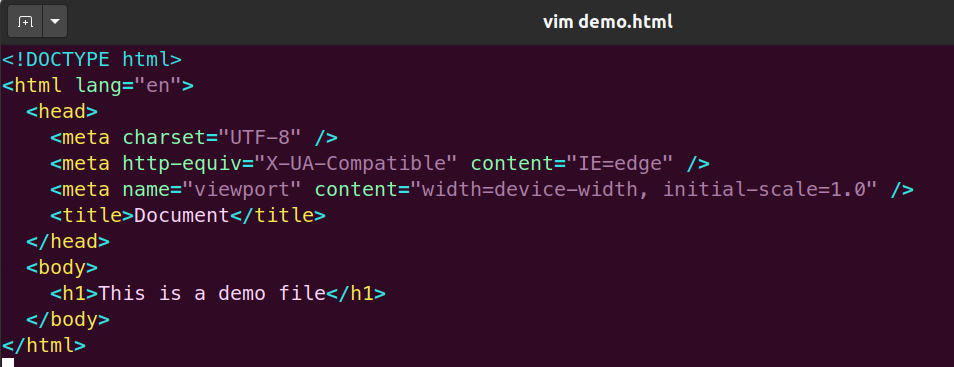 vim demo.html
<!DOCTYPE html>
<html lang="en">
  <head>
    <meta charset="UTF-8" />
    <meta http-equiv="X-UA-Compatible" content="IE=edge" />
    <meta name="viewport" content="width=device-width, initial-scale=1.0" />
    <title>Document</title>
  </head>
  <body>
    <h1>This is a demo file</h1>
  </body>
</html>